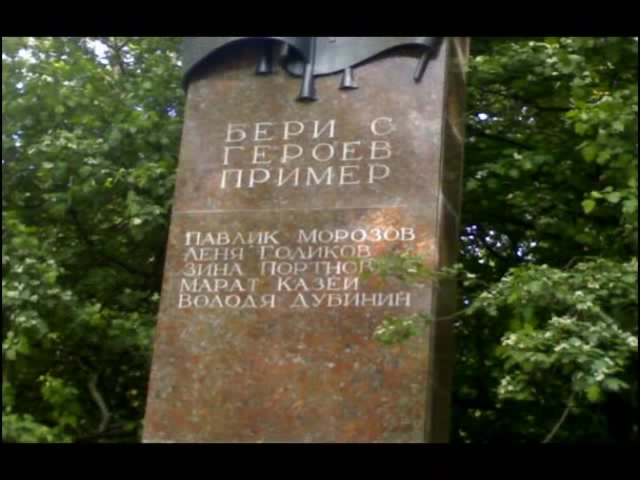 БЕРИ С
ГЕРОЕВ
ПРИМЕР
ПАВЛИК МОРОЗОВ
ЛЕНЯ ГОЛИКОВ
ЗИНА ПОРТНОВА
МАРАТ КАЗЕЙ
ВОЛОДЯ ДУБИНИН